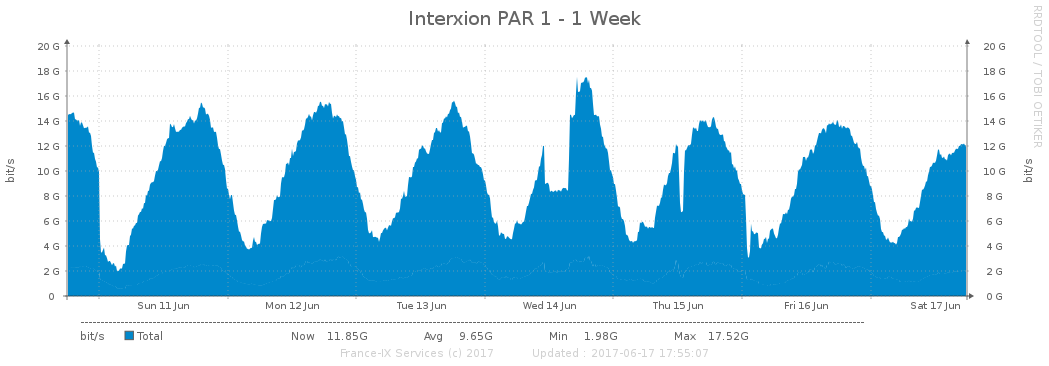 Interxion PAR 1 - 1 Week
RRDTOOL / TOBI OETIKER
20 G 20 G
18 G 18 G
16 G 16 G
14 G 14 G
12 G 12 G
10 G 10 G
8 G 8 G
6 G 6 G
4 G 4 G
2 G 2 G
0 0 G
bit/s bit/s
Sun 11 Jun Mon 12 Jun Tue 13 Jun Wed 14 Jun Thu 15 Jun Fri 16 Jun Sat 17 Jun
bit/s Total Now 11.85G Avg 9.65G Min 1.98G Max 17.52G
France-IX Services (c) 2017 Updated : 2017-06-17 17:55:07